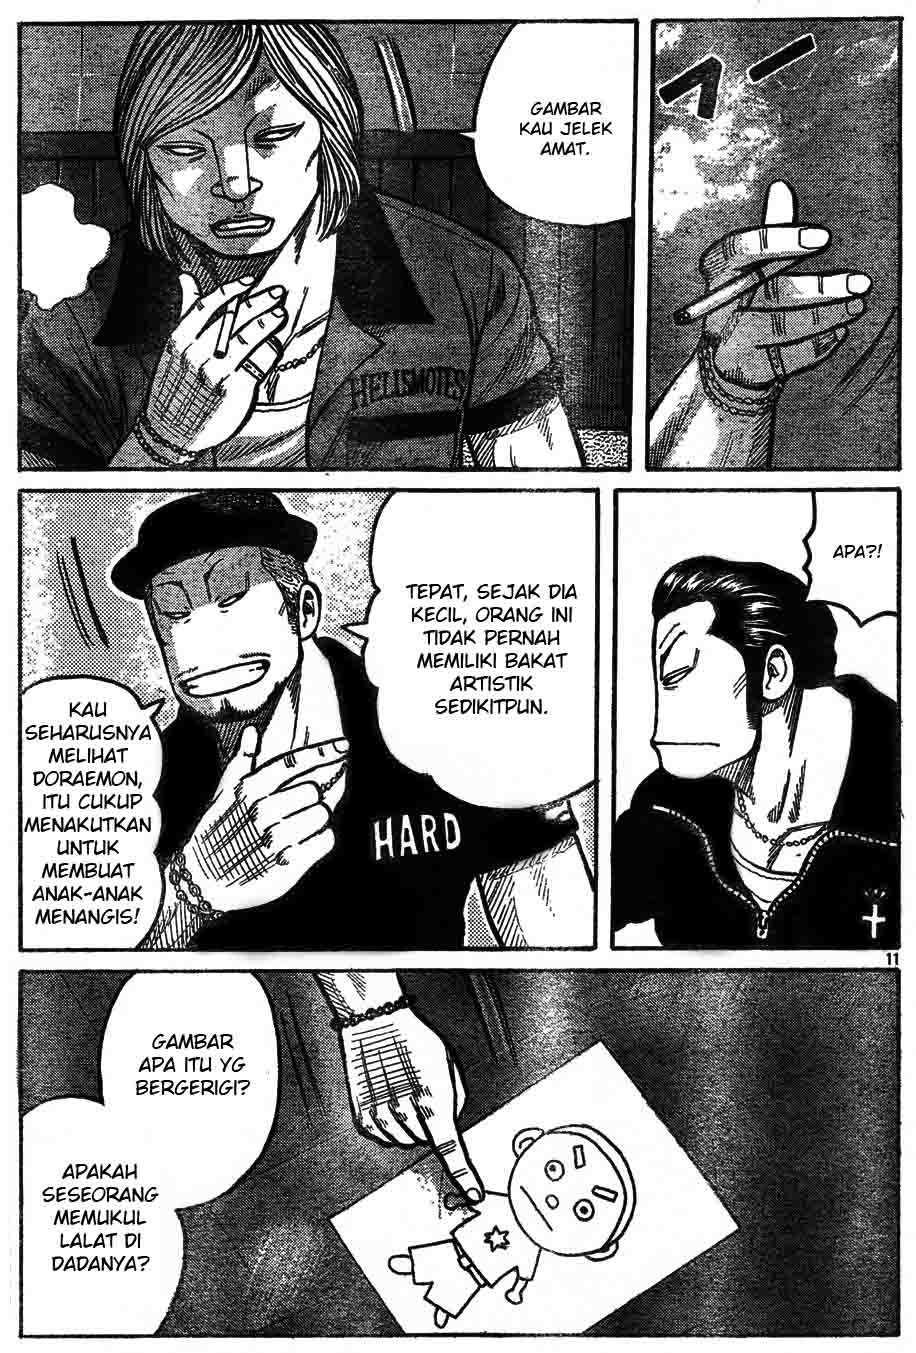 GAMBAR
KAU JELEK
AMAT.
HELLSMOTES
ヘー
TEPAT, SEJAK DIA
KECIL, ORANG INI
TIDAK PERNAH
MEMILIKI BAKAT
ARTISTIK
SEDIKITPUN.
KAU
SEHARUSNYA
MELIHAT
DORAEMON,
ITU CUKUP
MENAKUTKAN
UNTUK
MEMBUAT
ANAK-ANAK
MENANGIS!
HARD
APA?!
11
GAMBAR
APA ITU YG
BERGERIGI?
APAKAH
SESEORANG
MEMUKUL
LALAT DI
DADANYA?